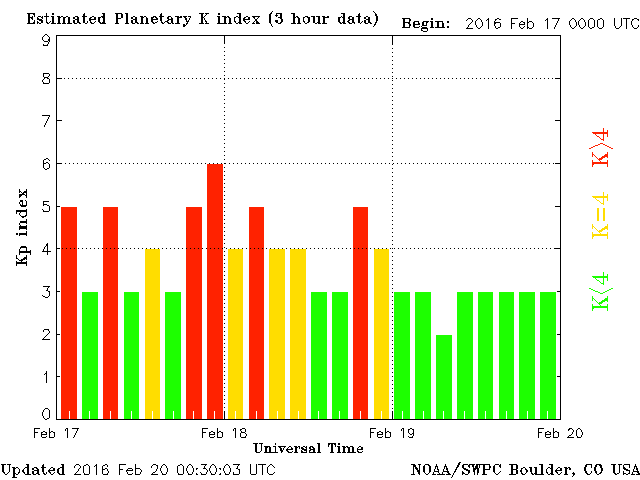 Estimated Planetary K index (3 hour data) Begin: 2016 Feb 17 0000 UTC
9
8
7
6
5
4
3
2
1
0
Kp index
K>4
K=4
K<4
Feb 17 Feb 18 Feb 19 Feb 20
Universal Time
Updated 2016 Feb 20 00:30:03 UTC NOAA/SWPC Boulder, CO USA